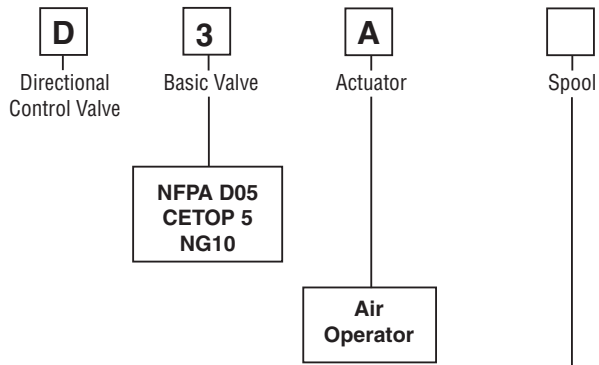 D 3 A
Directional
Control Valve
Basic Valve
Actuator
Spool
NFPA D05
CETOP 5
NG10
Air
Operator